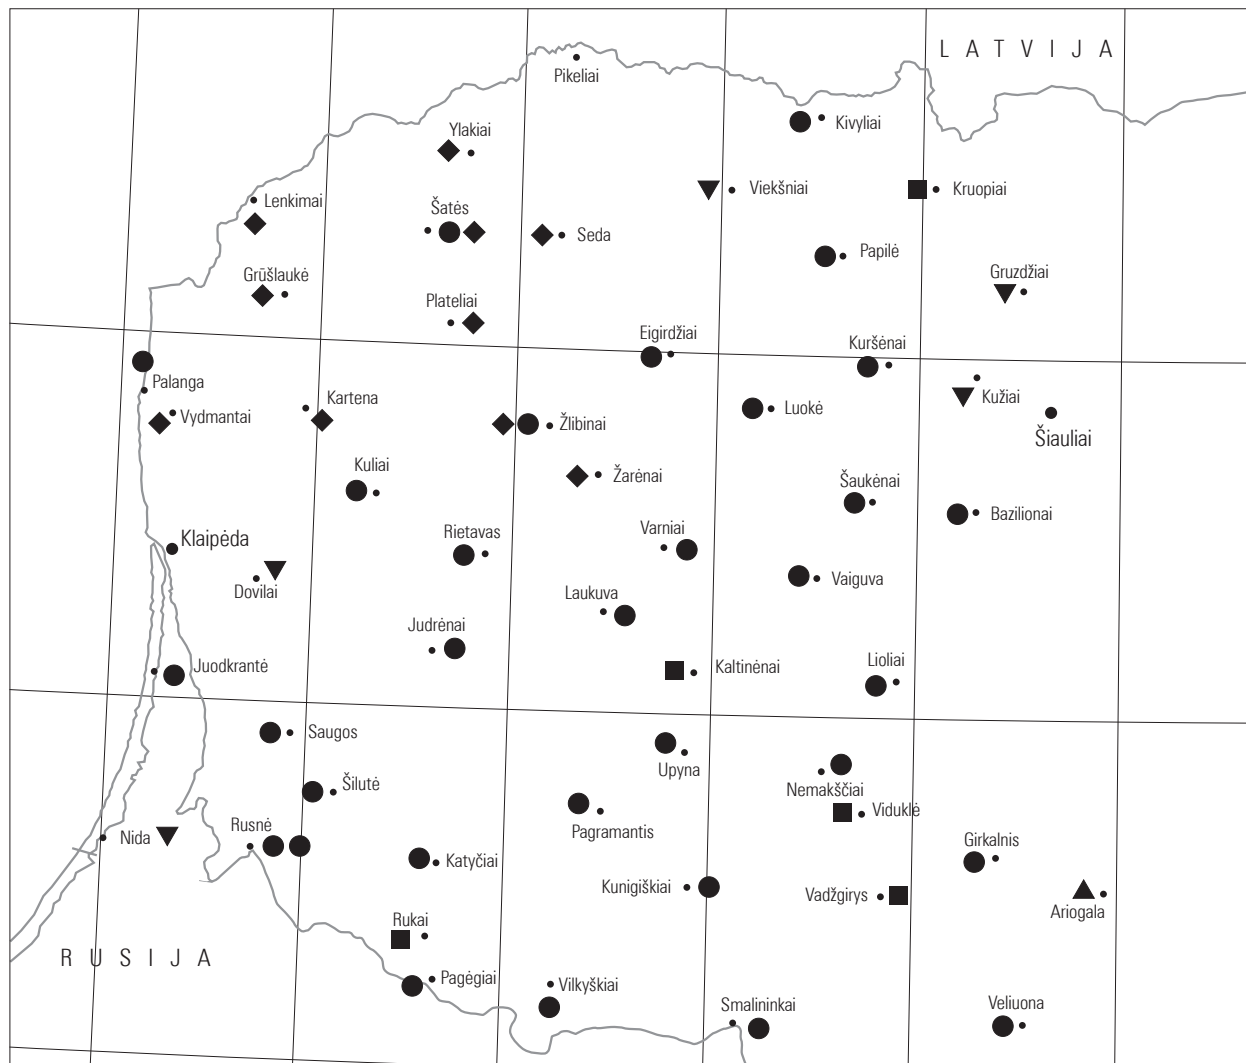 L A T V I J A
Pikeliai
Kivyliai
Ylakiai
Viekšniai
Kruopiai
Lenkimai
Šatės
Seda
Papilė
Grūšlaukė
Gruzdžiai
Plateliai
Eigirdžiai
Kuršėnai
Palanga
Kartena
Kužiai
Vydmantai
Žlibinai
Luokė
Šiauliai
Kuliai
Žarėnai
Šaukėnai
Bazilionai
Klaipėda
Rietavas
Varniai
Vaiguva
Dovilai
Laukuva
Judrėnai
Juodkrantė
Kaltinėnai
Lioliai
Saugos
Upyna
Šilutė
Nemakščiai
Viduklė
Nida
Rusnė
Pagramantis
Girkalnis
Katyčiai
Kunigiškiai
Vadžgirys
Ariogala
Rukai
R U S I J A
Pagėgiai
Vilkyškiai
Smalininkai
Veliuona